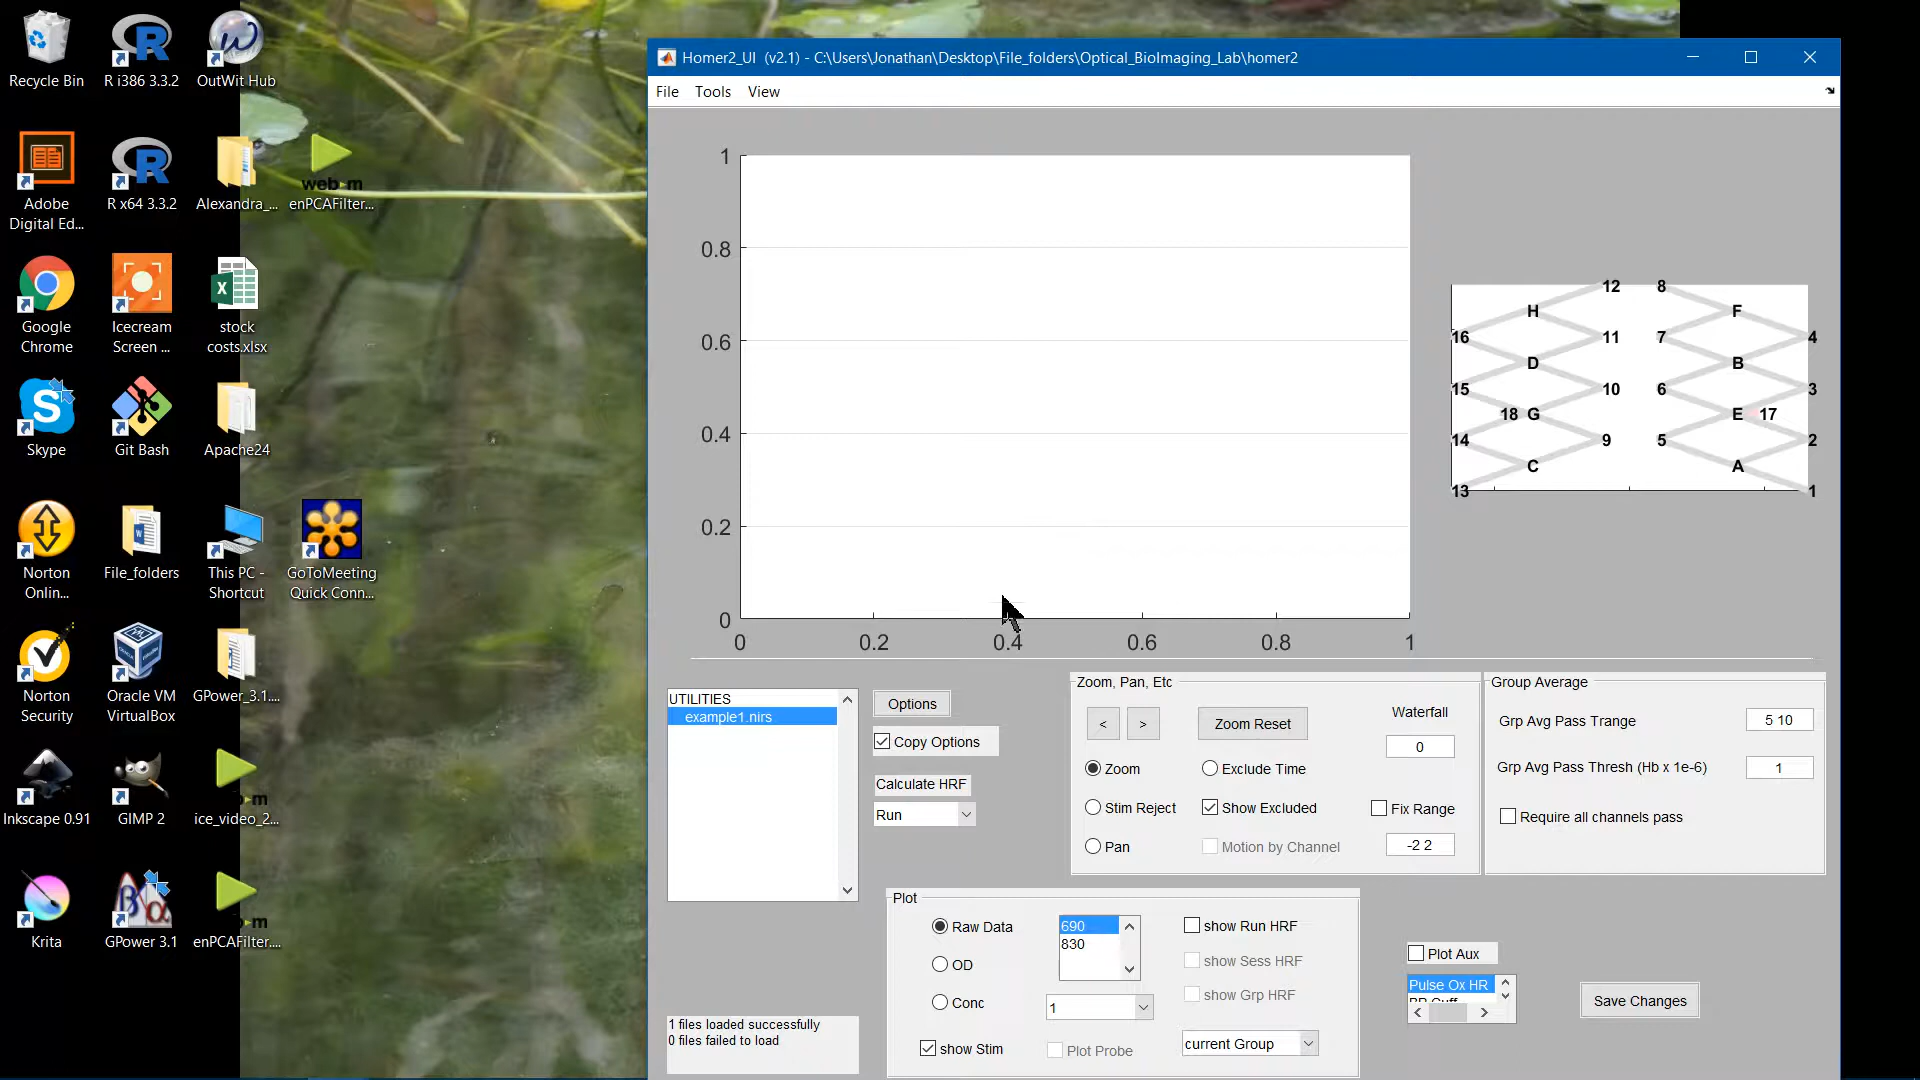 Recycle Bin
R i386 3.3.2
OutWit Hub
Adobe
Digital Ed...
R x64 3.3.2
Alexandra_...
web m
enPCAFilter...
Google
Chrome
Icecream
Screen ...
stock
costs.xlsx
Skype
Git Bash
Apache24
Norton
Onlin...
File_folders
This PC -
Shortcut
GoToMeeting
Quick Conn...
Norton
Security
Oracle VM
VirtualBox
GPower_3.1....
Inkscape 0.91
GIMP 2
ice_video_2...
Krita
GPower 3.1
enPCAFilter....
Homer2_UI (v2.1) - C:\Users\Jonathan\Desktop\File_folders\Optical_BioImaging_Lab\homer2
File Tools View
1
0.8
0.6
0.4
0.2
0
0 0.2 0.4 0.6 0.8 1
12 8
H F
16 11 7 4
D B
15 10 6 3
18 G E 17
14 9 5 2
C A
13 1
UTILITIES
example1.nirs
Options
Copy Options
Calculate HRF
Run
1 files loaded successfully
0 files failed to load
Zoom, Pan, Etc
< > Zoom Reset
Waterfall
0
Zoom Exclude Time
Stim Reject Show Excluded Fix Range
Pan Motion by Channel -2 2
Group Average
Grp Avg Pass Trange 5 10
Grp Avg Pass Thresh (Hb x 1e-6) 1
Require all channels pass
Plot
Raw Data 690 show Run HRF
830
OD show Sess HRF
Conc 1 show Grp HRF
show Stim Plot Probe current Group
Plot Aux
Pulse Ox HR
Save Changes